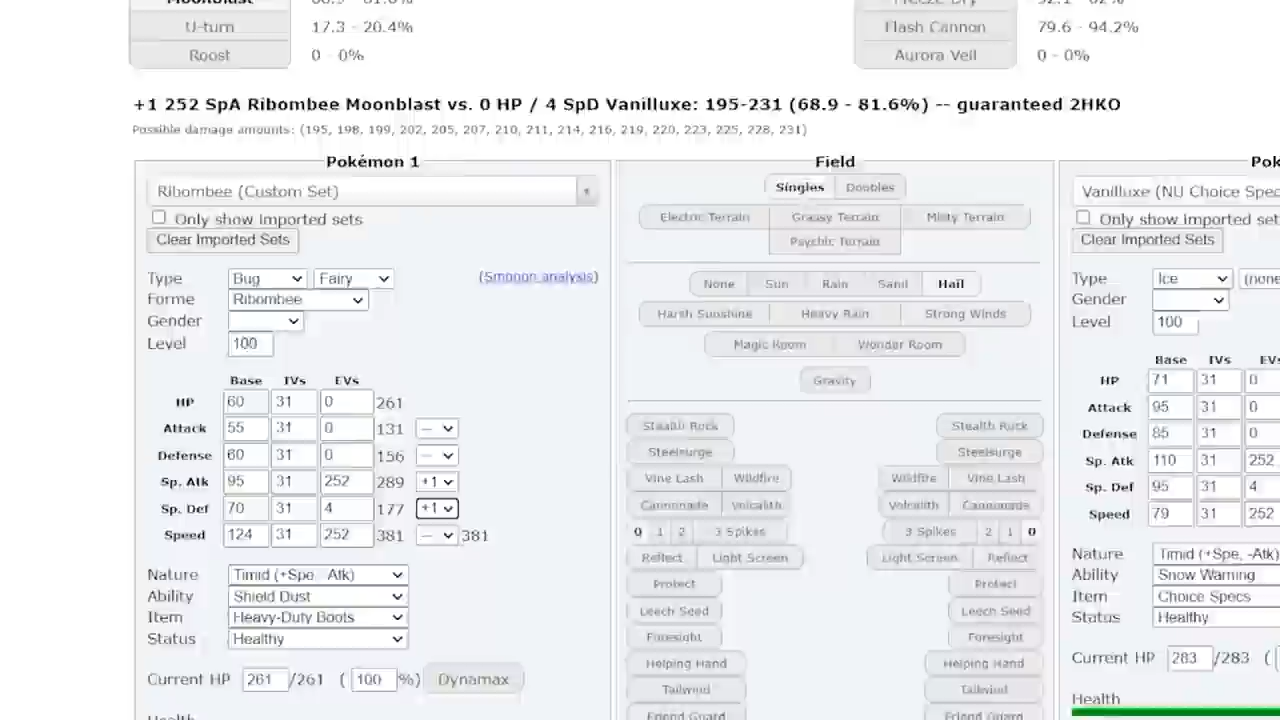 Moonblast
Freeze-Dry
U-turn 17.3 - 20.4%
Flash Cannon 79.6 - 94.2%
Roost 0 - 0%
Aurora Veil 0 - 0%
+1 252 SpA Ribombee Moonblast vs. 0 HP / 4 SpD Vanilluxe: 195-231 (68.9 - 81.6%) -- guaranteed 2HKO
Possible damage amounts: (195, 198, 199, 202, 205, 207, 210, 211, 214, 216, 219, 220, 223, 225, 228, 231)
Pokémon 1
Ribombee (Custom Set)
Only show imported sets
Clear Imported Sets
Type Bug Fairy (Smogon analysis)
Forme Ribombee
Gender
Level 100
Base IVs EVs
HP 60 31 0 261
Attack 55 31 0 131 --
Defense 60 31 0 156 --
Sp. Atk 95 31 252 289 +1
Sp. Def 70 31 4 177 +1
Speed 124 31 252 381 -- 381
Nature Timid (+Spe, -Atk)
Ability Shield Dust
Item Heavy-Duty Boots
Status Healthy
Current HP 261 /261 ( 100 %) Dynamax
Health
Field
Singles Doubles
Electric Terrain Grassy Terrain Misty Terrain
Psychic Terrain
None Sun Rain Sand Hail
Harsh Sunshine Heavy Rain Strong Winds
Magic Room Wonder Room
Gravity
Stealth Rock Stealth Rock
Steelsurge Steelsurge
Vine Lash Wildfire Wildfire Vine Lash
Cannonade Volcalith Volcalith Cannonade
0 1 2 3 Spikes 3 Spikes 2 1 0
Reflect Light Screen Light Screen Reflect
Protect Protect
Leech Seed Leech Seed
Foresight Foresight
Helping Hand Helping Hand
Tailwind Tailwind
Friend Guard Friend Guard
Pok
Vanilluxe (NU Choice Spec
Only show imported set
Clear Imported Sets
Type Ice (none
Gender
Level 100
Base IVs EVs
HP 71 31 0
Attack 95 31 0
Defense 85 31 0
Sp. Atk 110 31 252
Sp. Def 95 31 4
Speed 79 31 252
Nature Timid (+Spe, -Atk)
Ability Snow Warning
Item Choice Specs
Status Healthy
Current HP 283 /283 (
Health